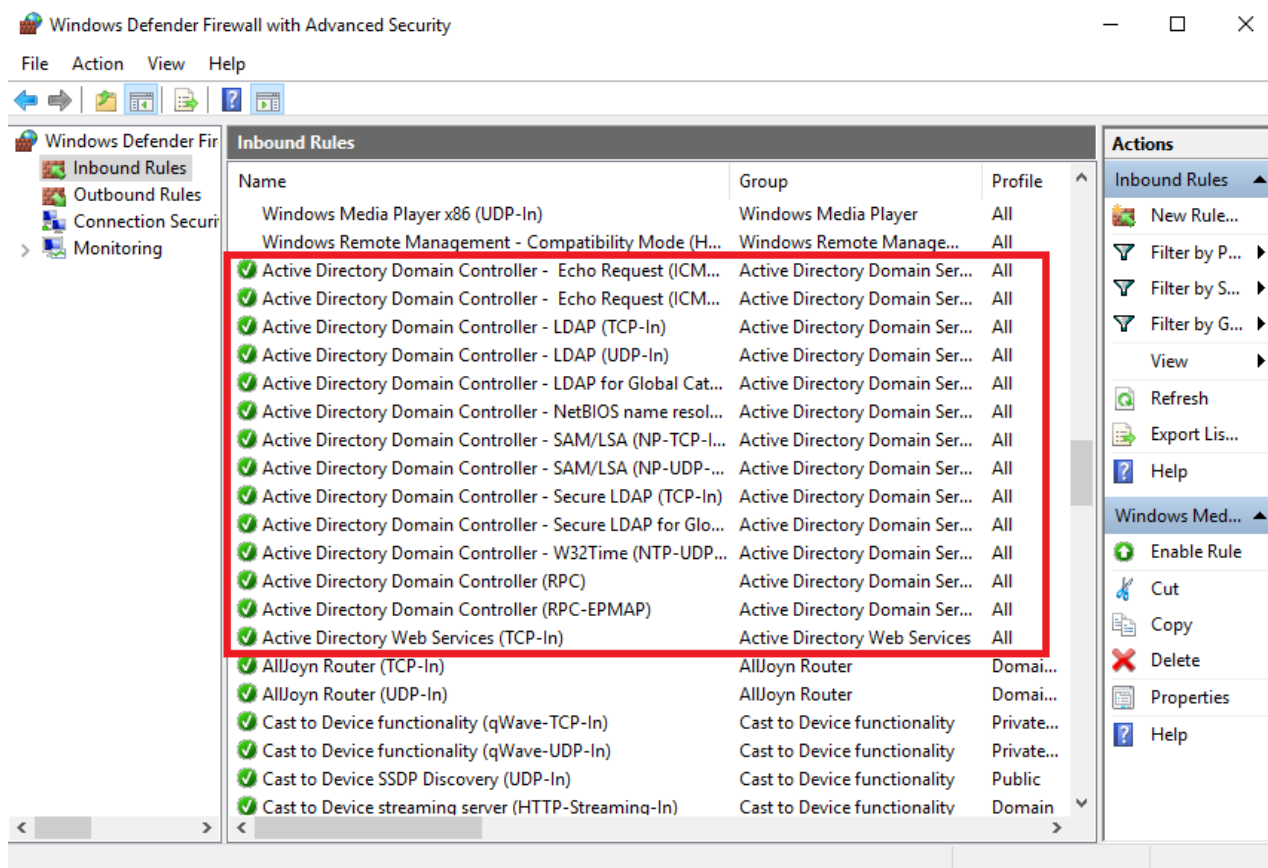 Windows Defender Firewall with Advanced Security
File Action View Help
Windows Defender Fir
Inbound Rules
Outbound Rules
Connection Securit
Monitoring
Inbound Rules
Name Group Profile
Windows Media Player x86 (UDP-In) Windows Media Player All
Windows Remote Management - Compatibility Mode (H... Windows Remote Manage... All
Active Directory Domain Controller - Echo Request (ICM... Active Directory Domain Ser... All
Active Directory Domain Controller - Echo Request (ICM... Active Directory Domain Ser... All
Active Directory Domain Controller - LDAP (TCP-In) Active Directory Domain Ser... All
Active Directory Domain Controller - LDAP (UDP-In) Active Directory Domain Ser... All
Active Directory Domain Controller - LDAP for Global Cat... Active Directory Domain Ser... All
Active Directory Domain Controller - NetBIOS name resol... Active Directory Domain Ser... All
Active Directory Domain Controller - SAM/LSA (NP-TCP-I... Active Directory Domain Ser... All
Active Directory Domain Controller - SAM/LSA (NP-UDP-... Active Directory Domain Ser... All
Active Directory Domain Controller - Secure LDAP (TCP-In) Active Directory Domain Ser... All
Active Directory Domain Controller - Secure LDAP for Glo... Active Directory Domain Ser... All
Active Directory Domain Controller - W32Time (NTP-UDP... Active Directory Domain Ser... All
Active Directory Domain Controller (RPC) Active Directory Domain Ser... All
Active Directory Domain Controller (RPC-EPMAP) Active Directory Domain Ser... All
Active Directory Web Services (TCP-In) Active Directory Web Services All
AllJoyn Router (TCP-In) AllJoyn Router Domai...
AllJoyn Router (UDP-In) AllJoyn Router Domai...
Cast to Device functionality (qWave-TCP-In) Cast to Device functionality Private...
Cast to Device functionality (qWave-UDP-In) Cast to Device functionality Private...
Cast to Device SSDP Discovery (UDP-In) Cast to Device functionality Public
Cast to Device streaming server (HTTP-Streaming-In) Cast to Device functionality Domain
Actions
Inbound Rules
New Rule...
Filter by P...
Filter by S...
Filter by G...
View
Refresh
Export Lis...
Help
Windows Med...
Enable Rule
Cut
Copy
Delete
Properties
Help